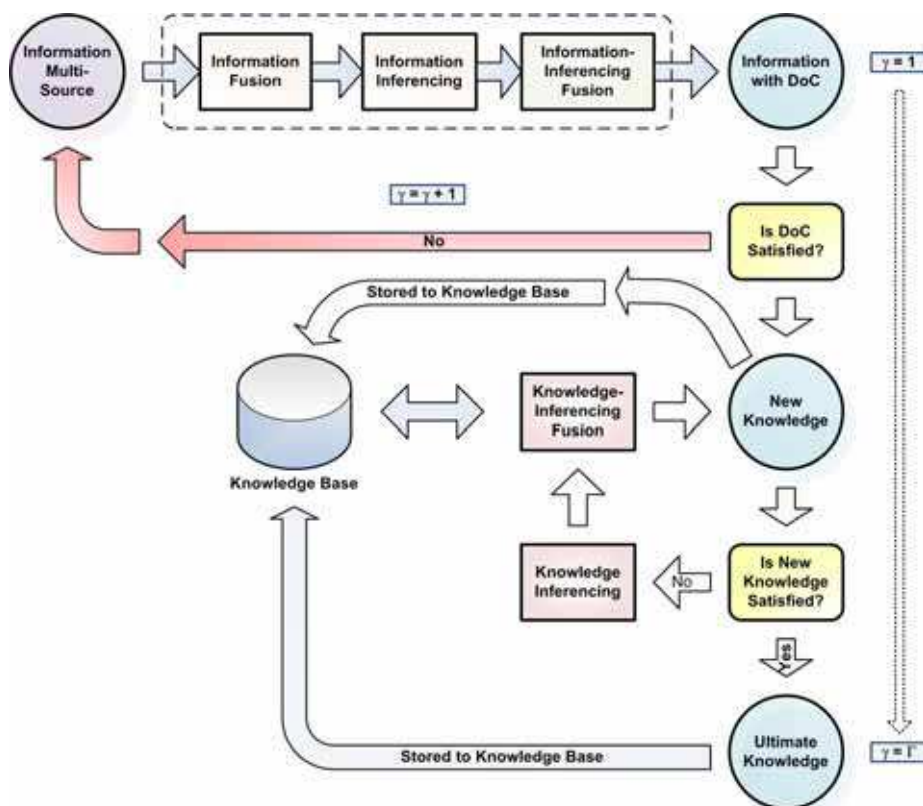 Information
Multi-
Source
Information
Fusion
Information
Inferencing
Information-
Inferencing
Fusion
Information
with DoC
γ = 1
γ = γ + 1
No
Is DoC
Satisfied?
Stored to Knowledge Base
Knowledge-
Inferencing
Fusion
New
Knowledge
Knowledge Base
Knowledge
Inferencing
No
Is New
Knowledge
Satisfied?
Yes
Stored to Knowledge Base
Ultimate
Knowledge
γ = Γ